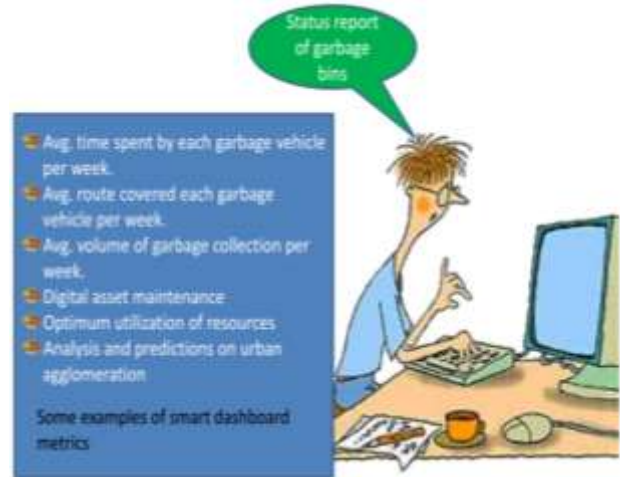 Status report
of garbage
bins
Avg. time spent by each garbage vehicle
per week.
Avg. route covered each garbage
vehicle per week.
Avg. volume of garbage collection per
week.
Digital asset maintenance
Optimum utilization of resources
Analysis and predictions on urban
agglomeration
Some examples of smart dashboard
metrics